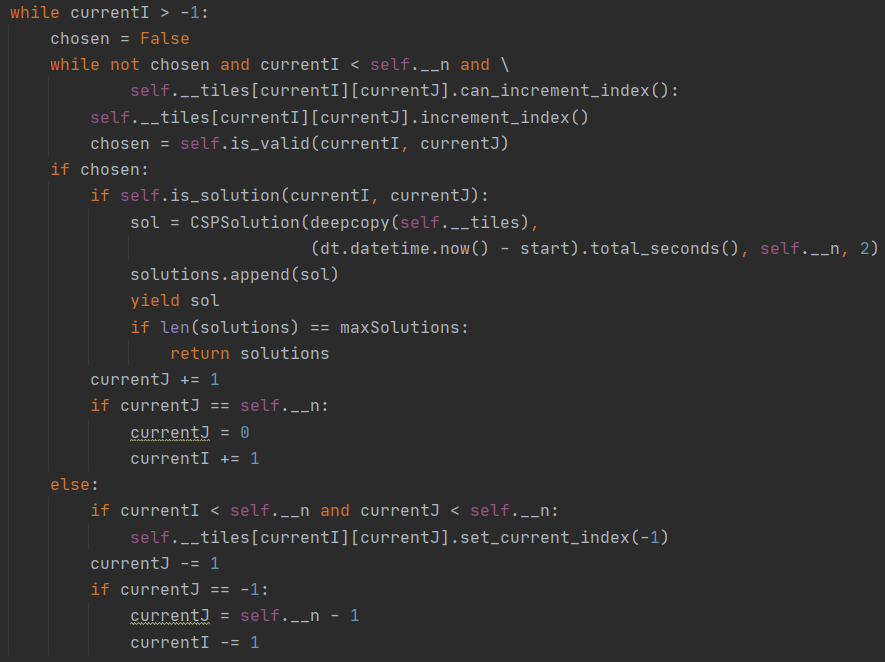 while currentI > -1:
    chosen = False
    while not chosen and currentI < self.__n and \
            self.__tiles[currentI][currentJ].can_increment_index():
        self.__tiles[currentI][currentJ].increment_index()
        chosen = self.is_valid(currentI, currentJ)
    if chosen:
        if self.is_solution(currentI, currentJ):
            sol = CSPSolution(deepcopy(self.__tiles),
                              (dt.datetime.now() - start).total_seconds(), self.__n, 2)
            solutions.append(sol)
            yield sol
            if len(solutions) == maxSolutions:
                return solutions
        currentJ += 1
        if currentJ == self.__n:
            currentJ = 0
            currentI += 1
    else:
        if currentI < self.__n and currentJ < self.__n:
            self.__tiles[currentI][currentJ].set_current_index(-1)
        currentJ -= 1
        if currentJ == -1:
            currentJ = self.__n - 1
            currentI -= 1